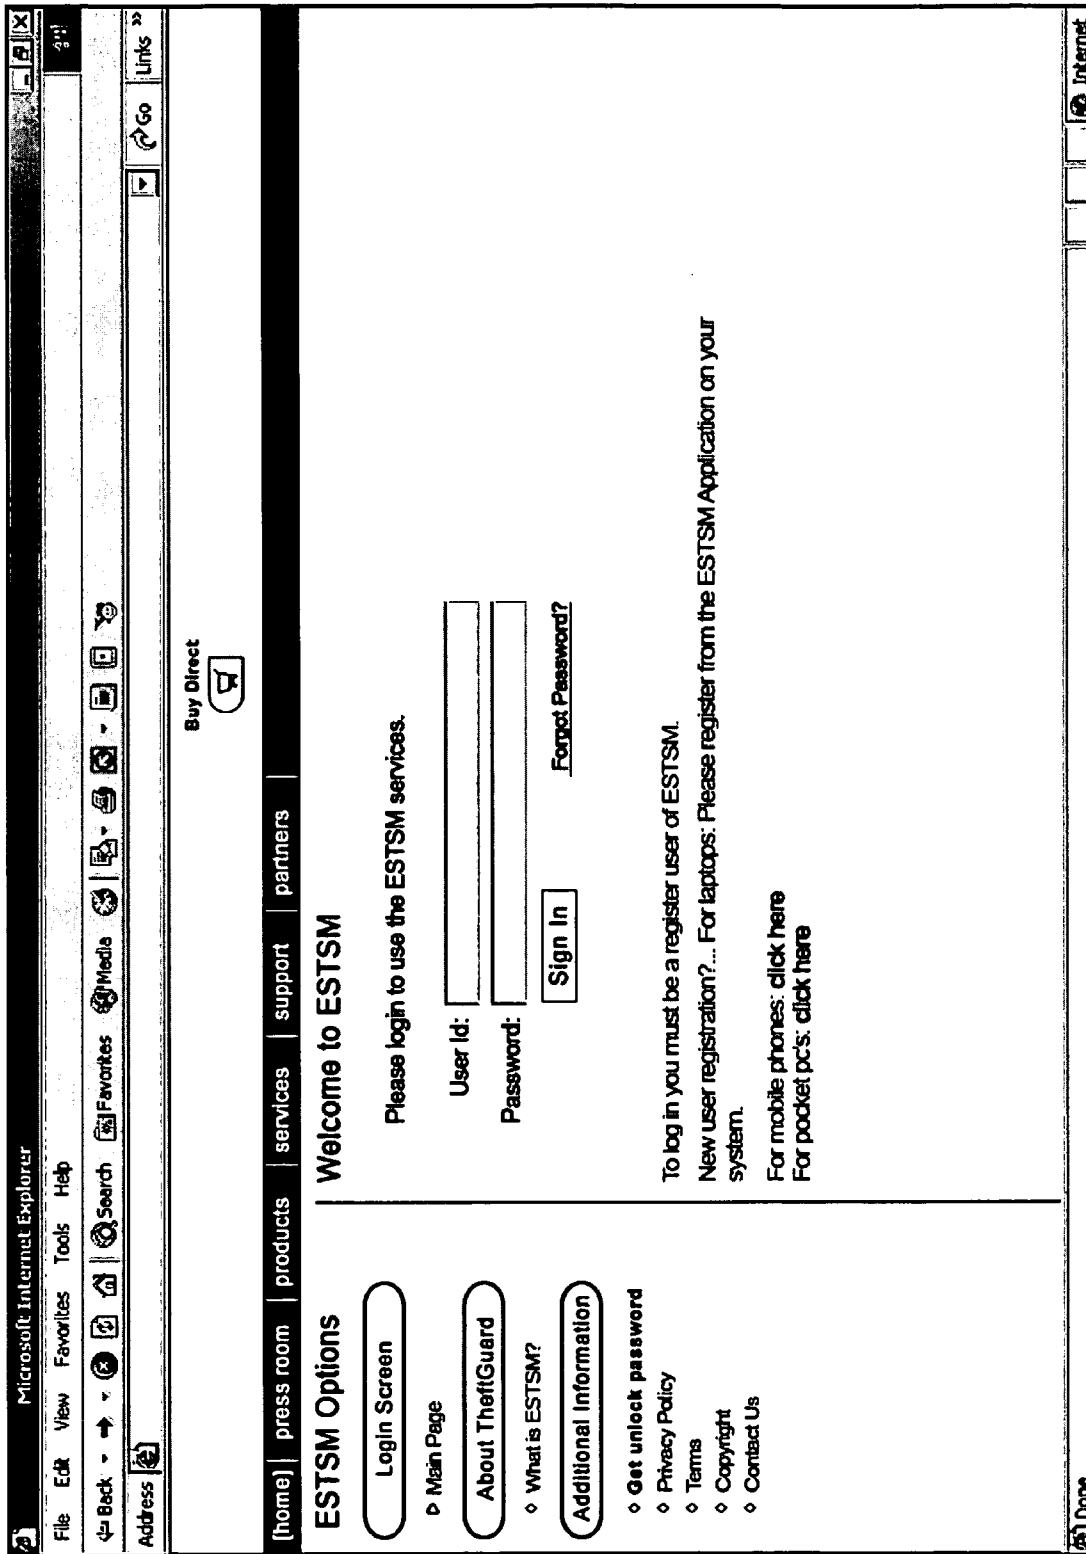 Microsoft Internet Explorer
File Edit View Favorites Tools Help
Back Search Favorites Media
Address Go Links »
Buy Direct
[home] | press room | products | services | support | partners |
ESTSM Options
Login Screen
Main Page
About TheftGuard
What is ESTSM?
Additional Information
Get unlock password
Privacy Policy
Terms
Copyright
Contact Us
Welcome to ESTSM
Please login to use the ESTSM services.
User Id:
Password:
Sign In Forgot Password?
To log in you must be a register user of ESTSM.
New user registration?... For laptops: Please register from the ESTSM Application on your
system.
For mobile phones: click here
For pocket pc's: click here
Done Internet